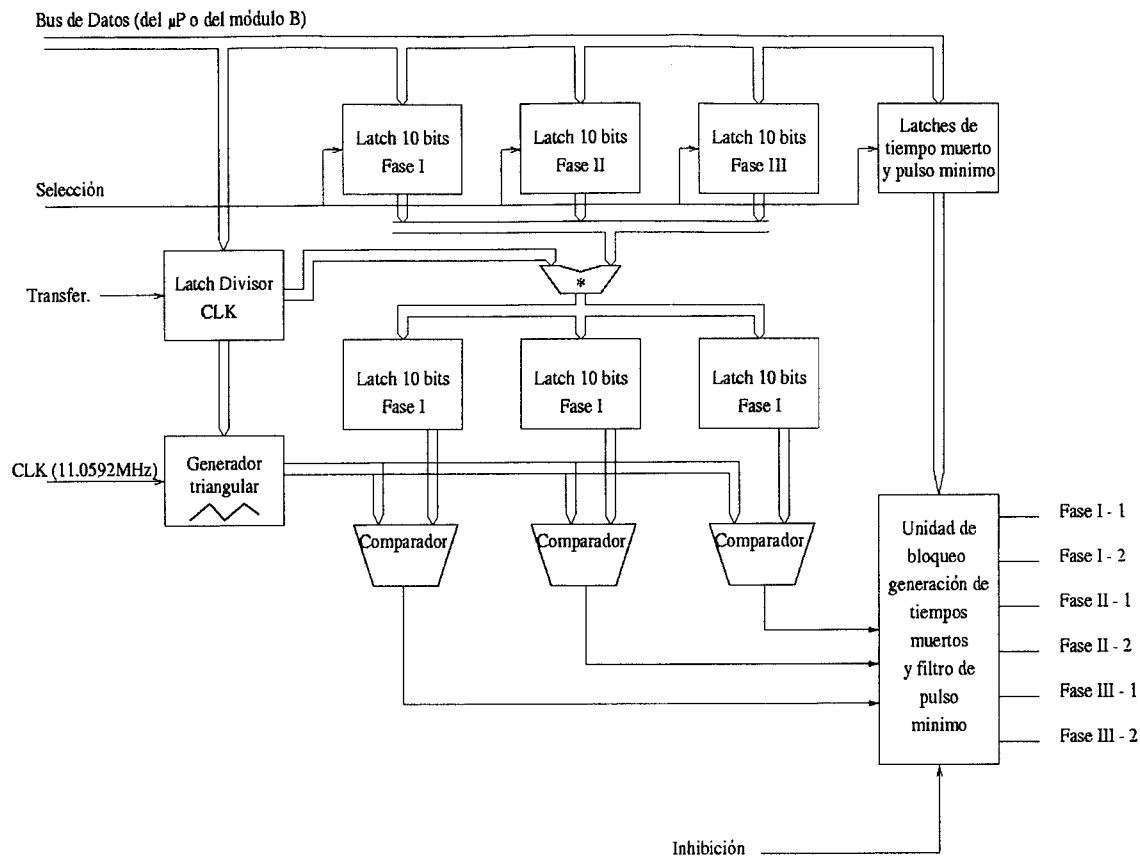 Bus de Datos (del µP o del módulo B)
Latch 10 bits
Fase I
Latch 10 bits
Fase II
Latch 10 bits
Fase III
Latches de
tiempo muerto
y pulso minimo
Selección
Transfer.
Latch Divisor
CLK
*
Latch 10 bits
Fase I
Latch 10 bits
Fase I
Latch 10 bits
Fase I
CLK (11.0592MHz)
Generador
triangular
Comparador
Comparador
Comparador
Unidad de
bloqueo
generación de
tiempos
muertos
y filtro de
pulso
minimo
Fase I - 1
Fase I - 2
Fase II - 1
Fase II - 2
Fase III - 1
Fase III - 2
Inhibición